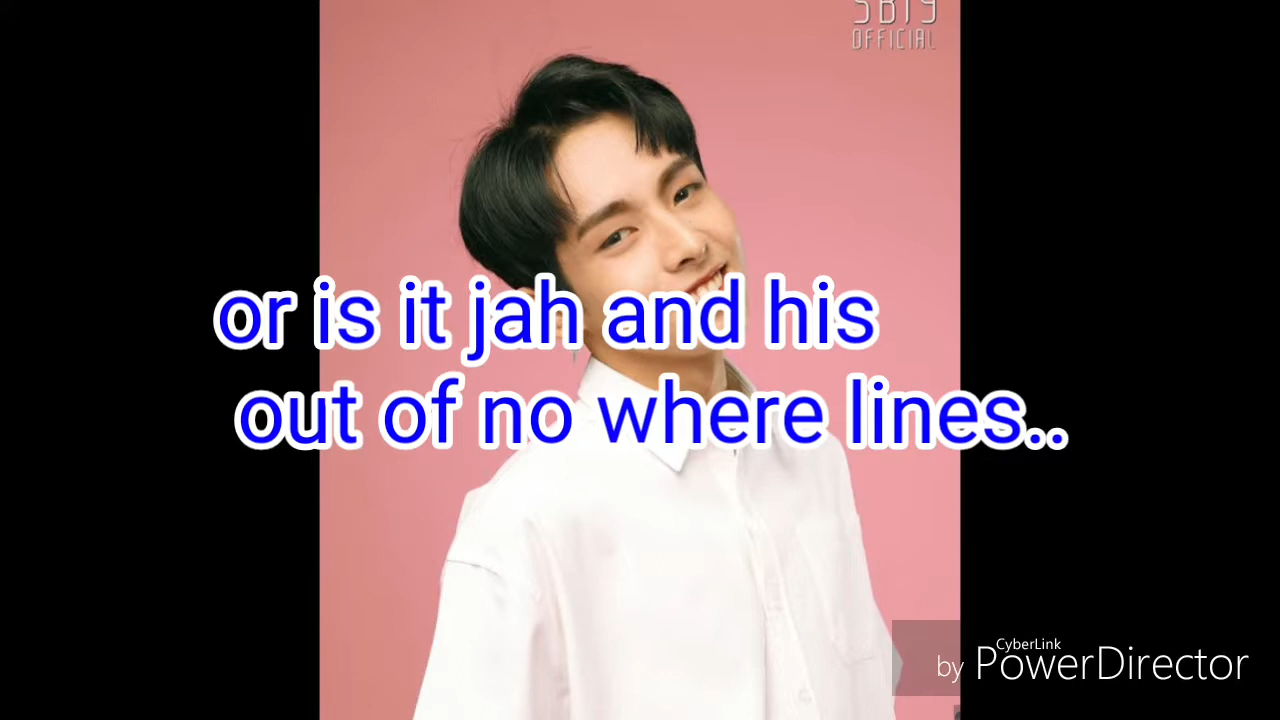 SB19
OFFICIAL
or is it jah and his
out of no where lines..
CyberLink
by PowerDirector